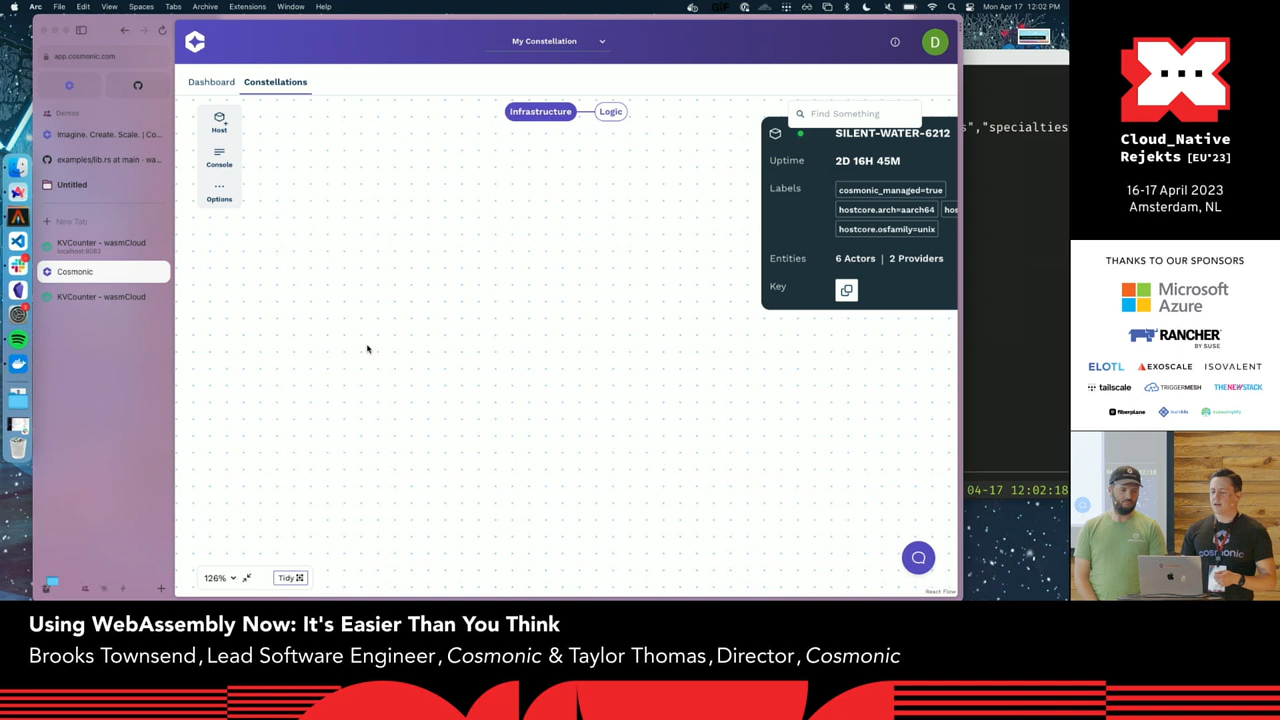 Arc File Edit View Spaces Tabs Archive Extensions Window Help
GIF
Mon Apr 17 12:02 PM
app.cosmonic.com
My Constellation
D
Dashboard Constellations
Demos
Imagine. Create. Scale. | Co...
examples/lib.rs at main · wa...
Untitled
New Tab
KVCounter - wasmCloud
localhost:8082
Cosmonic
KVCounter - wasmCloud
Host
Console
Options
Infrastructure
Logic
Find Something
SILENT-WATER-6212
Uptime 2D 16H 45M
Labels cosmonic_managed=true
hostcore.arch=aarch64 hos
hostcore.osfamily=unix
Entities 6 Actors | 2 Providers
Key
s","specialties
04-17 12:02:18
126%
Tidy
React Flow
Cloud_Native
Rejekts [EU*23]
16-17 April 2023
Amsterdam, NL
THANKS TO OUR SPONSORS
Microsoft
Azure
RANCHER
BY SUSE
ELOTL EXOSCALE ISOVALENT
tailscale TRIGGERMESH THENEWSTACK
fiberplane
cosmonic
Using WebAssembly Now: It's Easier Than You Think
Brooks Townsend, Lead Software Engineer, Cosmonic & Taylor Thomas, Director, Cosmonic